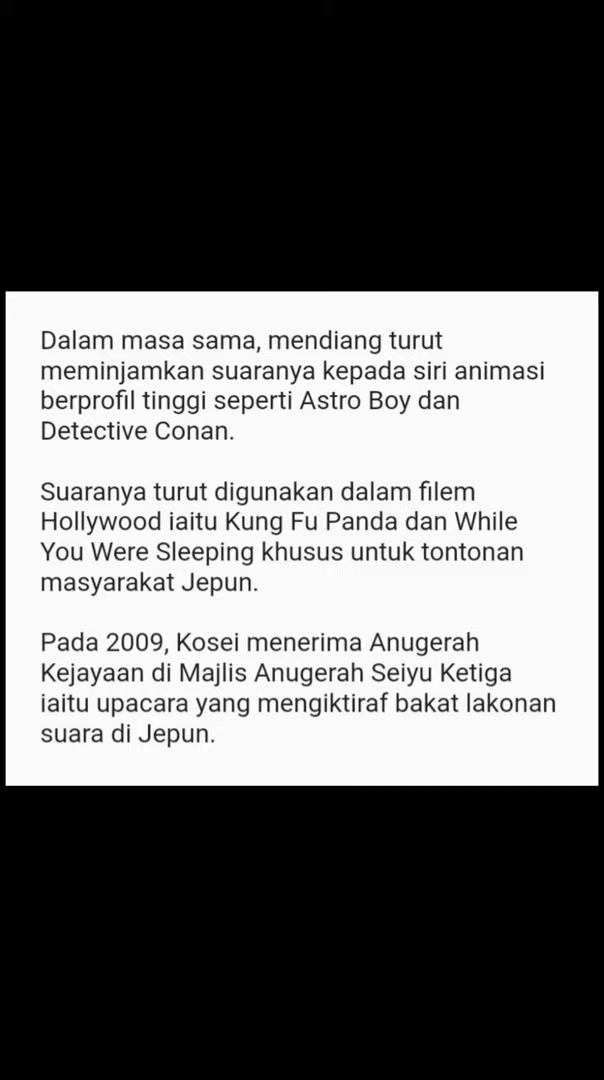 Dalam masa sama, mendiang turut
meminjamkan suaranya kepada siri animasi
berprofil tinggi seperti Astro Boy dan
Detective Conan.
Suaranya turut digunakan dalam filem
Hollywood iaitu Kung Fu Panda dan While
You Were Sleeping khusus untuk tontonan
masyarakat Jepun.
Pada 2009, Kosei menerima Anugerah
Kejayaan di Majlis Anugerah Seiyu Ketiga
iaitu upacara yang mengiktiraf bakat lakonan
suara di Jepun.